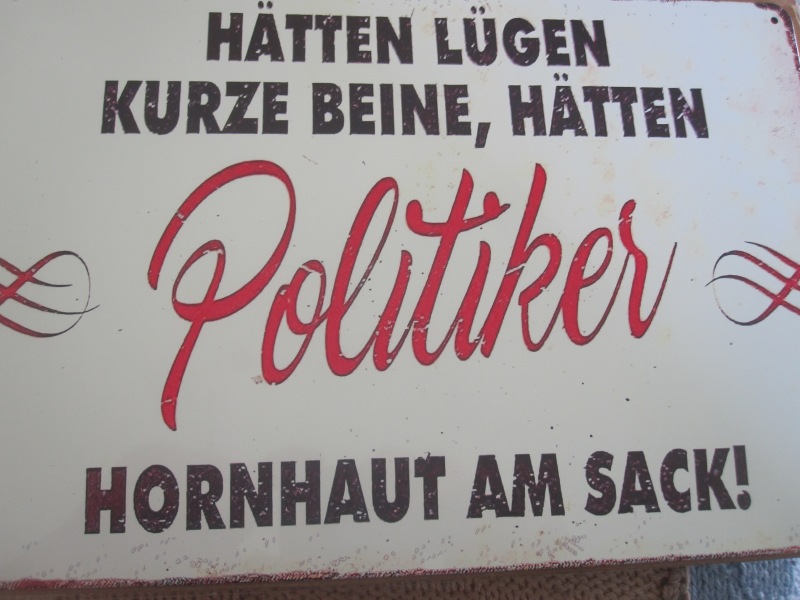 HÄTTEN LÜGEN
KURZE BEINE, HÄTTEN
Politiker
HORNHAUT AM SACK!